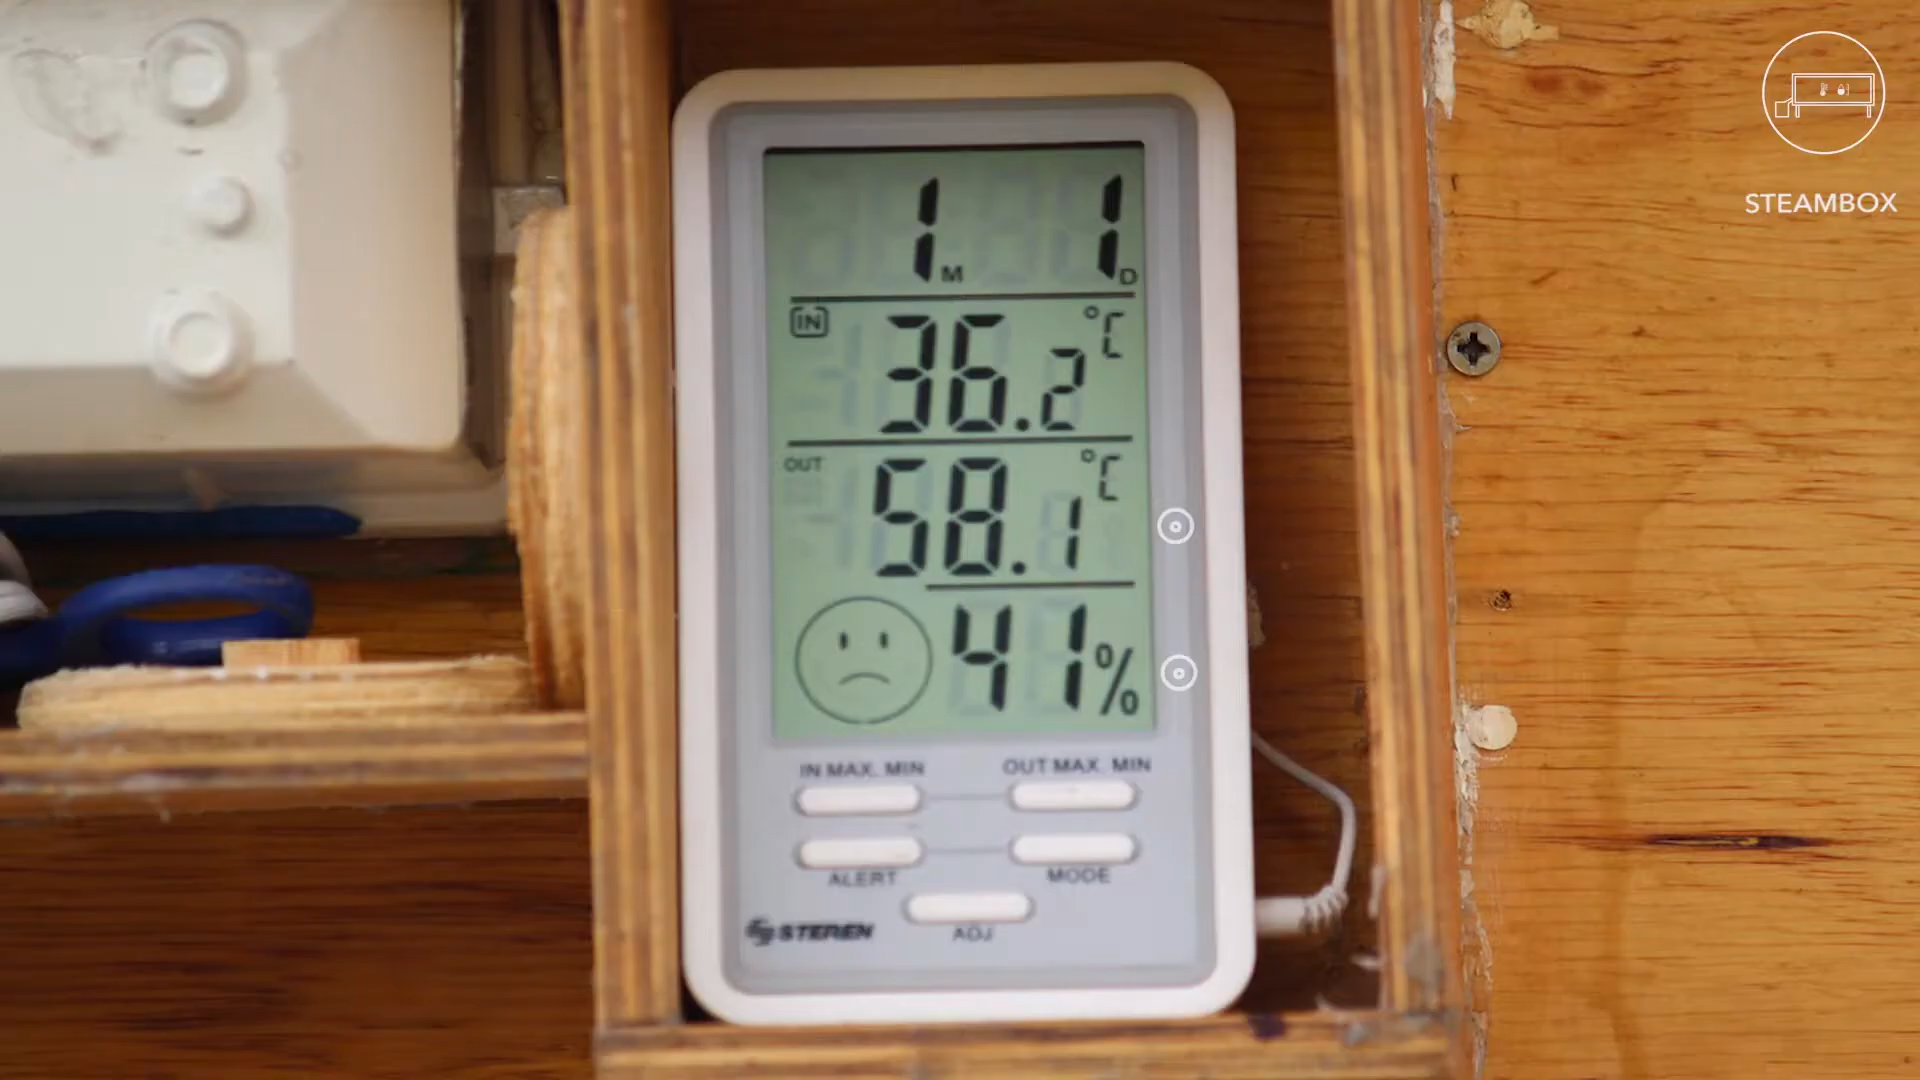 STEAMBOX
1 M 1 D
IN 36.2 °C
OUT 58.1 °C
41%
IN MAX. MIN OUT MAX. MIN
ALERT MODE
ADJ
STEREN